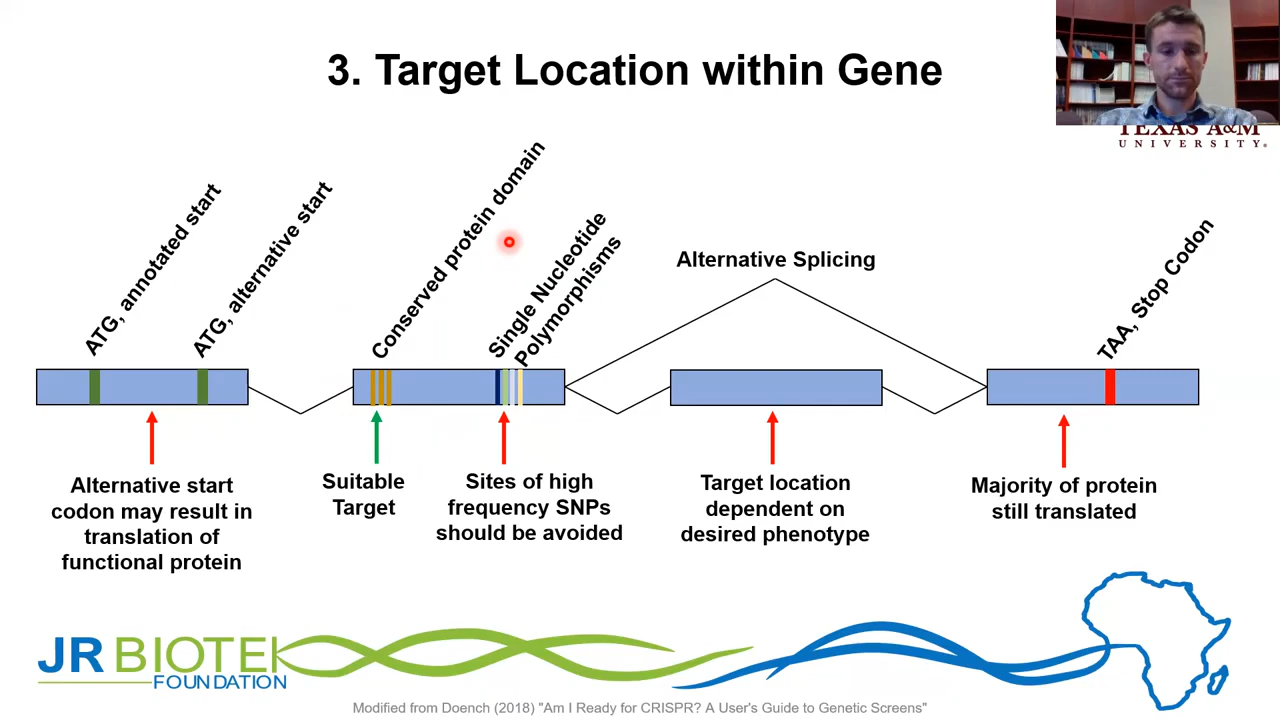 3. Target Location within Gene
TEXAS A&M
UNIVERSITY.
ATG, annotated start
ATG, alternative start
Conserved protein domain
Single Nucleotide
Polymorphisms
Alternative Splicing
TAA, Stop Codon
Alternative start
codon may result in
translation of
functional protein
Suitable
Target
Sites of high
frequency SNPs
should be avoided
Target location
dependent on
desired phenotype
Majority of protein
still translated
JR BIOTEK
FOUNDATION
Modified from Doench (2018) "Am I Ready for CRISPR? A User's Guide to Genetic Screens"